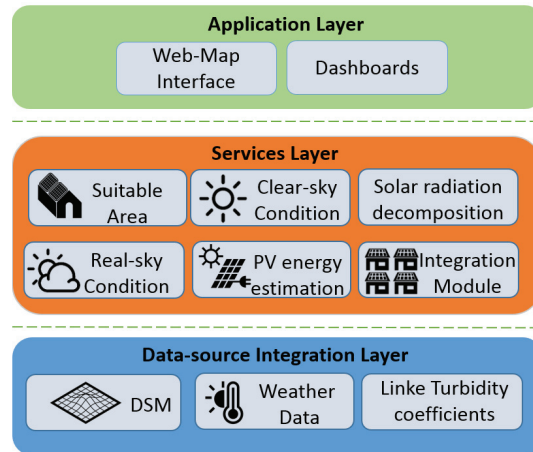 Application Layer
Web-Map
Interface
Dashboards
Services Layer
Suitable
Area
Clear-sky
Condition
Solar radiation
decomposition
Real-sky
Condition
PV energy
estimation
Integration
Module
Data-source Integration Layer
DSM
Weather
Data
Linke Turbidity
coefficients